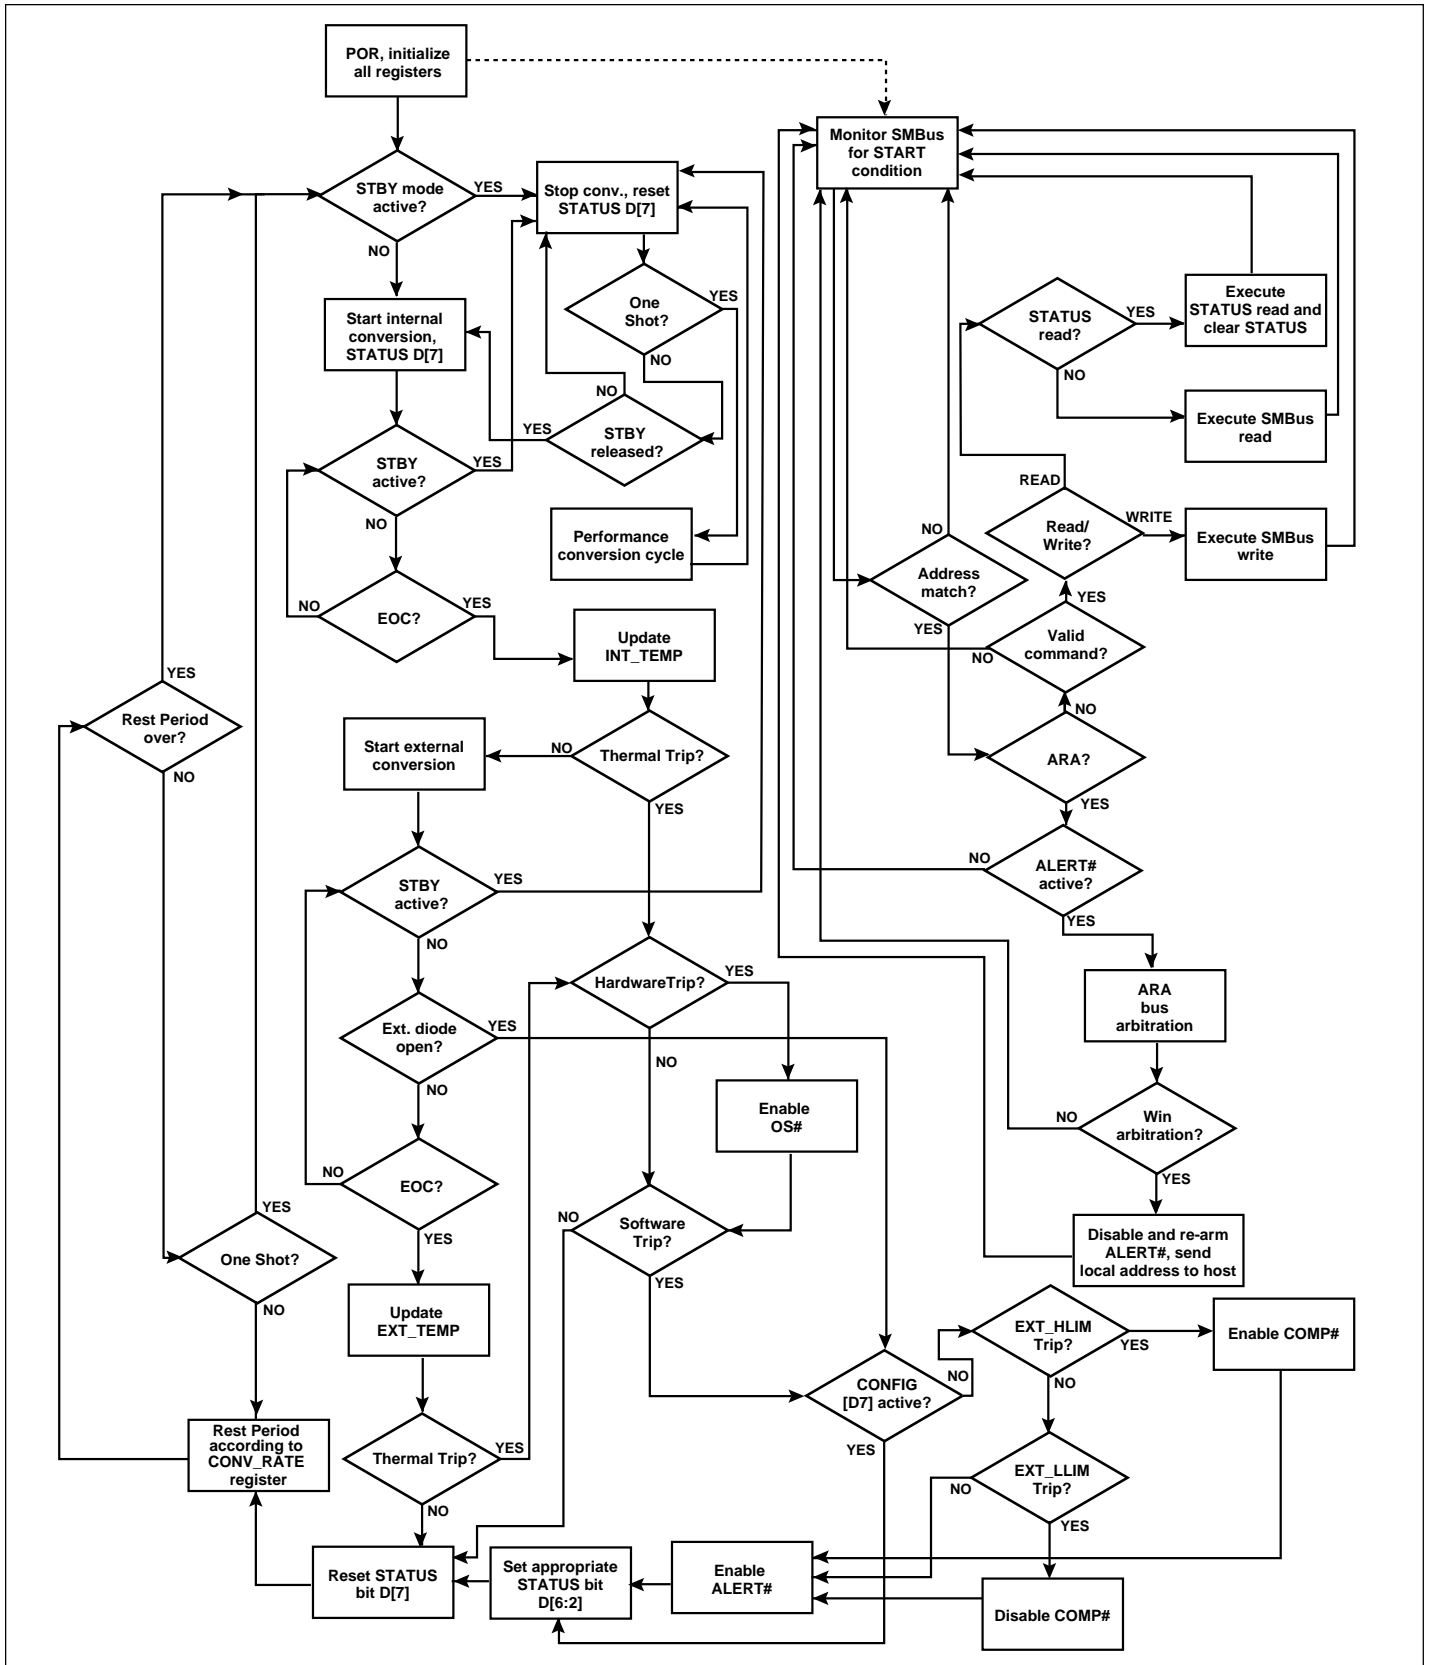 POR, initialize
all registers
Monitor SMBus
for START
condition
STBY mode
active?
YES
NO
Stop conv., reset
STATUS D[7]
One
Shot?
YES
NO
Start internal
conversion,
STATUS D[7]
NO
YES
STBY
released?
STBY
active?
YES
NO
Performance
conversion cycle
EOC?
NO
YES
Update
INT_TEMP
STATUS
read?
YES
NO
Execute
STATUS read and
clear STATUS
Execute SMBus
read
READ
Read/
Write?
WRITE
Execute SMBus
write
NO
Address
match?
YES
YES
Valid
command?
NO
NO
ARA?
YES
NO
ALERT#
active?
YES
ARA
bus
arbitration
NO
Win
arbitration?
YES
Disable and re-arm
ALERT#, send
local address to host
YES
Rest Period
over?
NO
Start external
conversion
NO
Thermal Trip?
YES
STBY
active?
YES
NO
HardwareTrip?
YES
NO
Ext. diode
open?
YES
NO
Enable
OS#
NO
EOC?
YES
NO
Software
Trip?
YES
YES
One Shot?
NO
Update
EXT_TEMP
EXT_HLIM
Trip?
YES
NO
Enable COMP#
CONFIG
[D7] active?
NO
YES
Rest Period
according to
CONV_RATE
register
Thermal Trip?
YES
NO
EXT_LLIM
Trip?
NO
YES
Reset STATUS
bit D[7]
Set appropriate
STATUS bit
D[6:2]
Enable
ALERT#
Disable COMP#